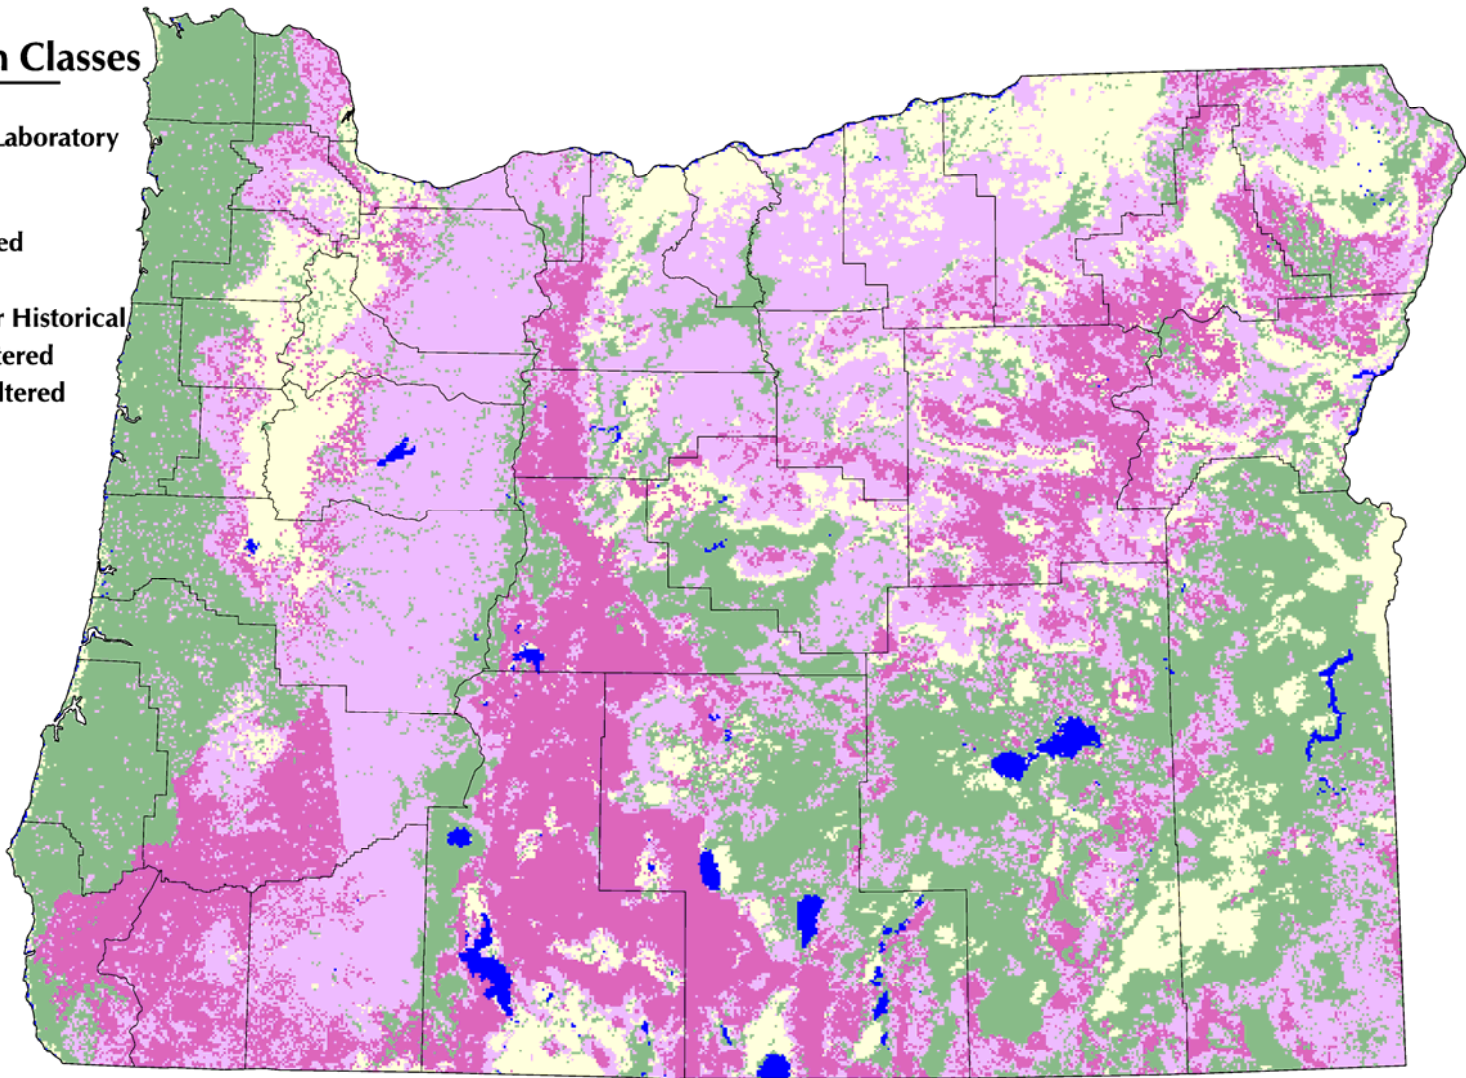 n Classes
Laboratory
ed
r Historical
tered
ltered